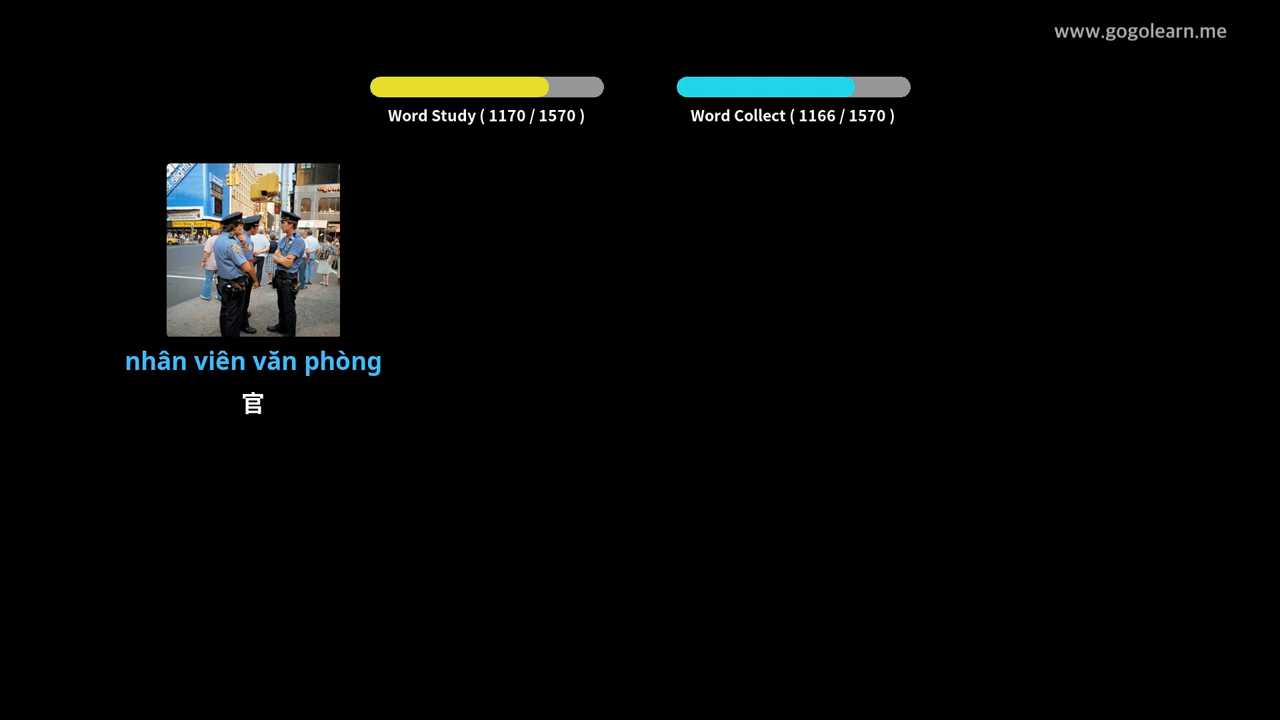 www.gogolearn.me
Word Study ( 1170 / 1570 )
Word Collect ( 1166 / 1570 )
nhân viên văn phòng
官